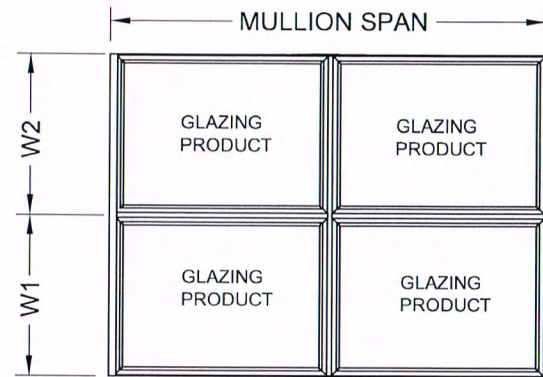 MULLION SPAN
W2
GLAZING
PRODUCT
GLAZING
PRODUCT
W1
GLAZING
PRODUCT
GLAZING
PRODUCT